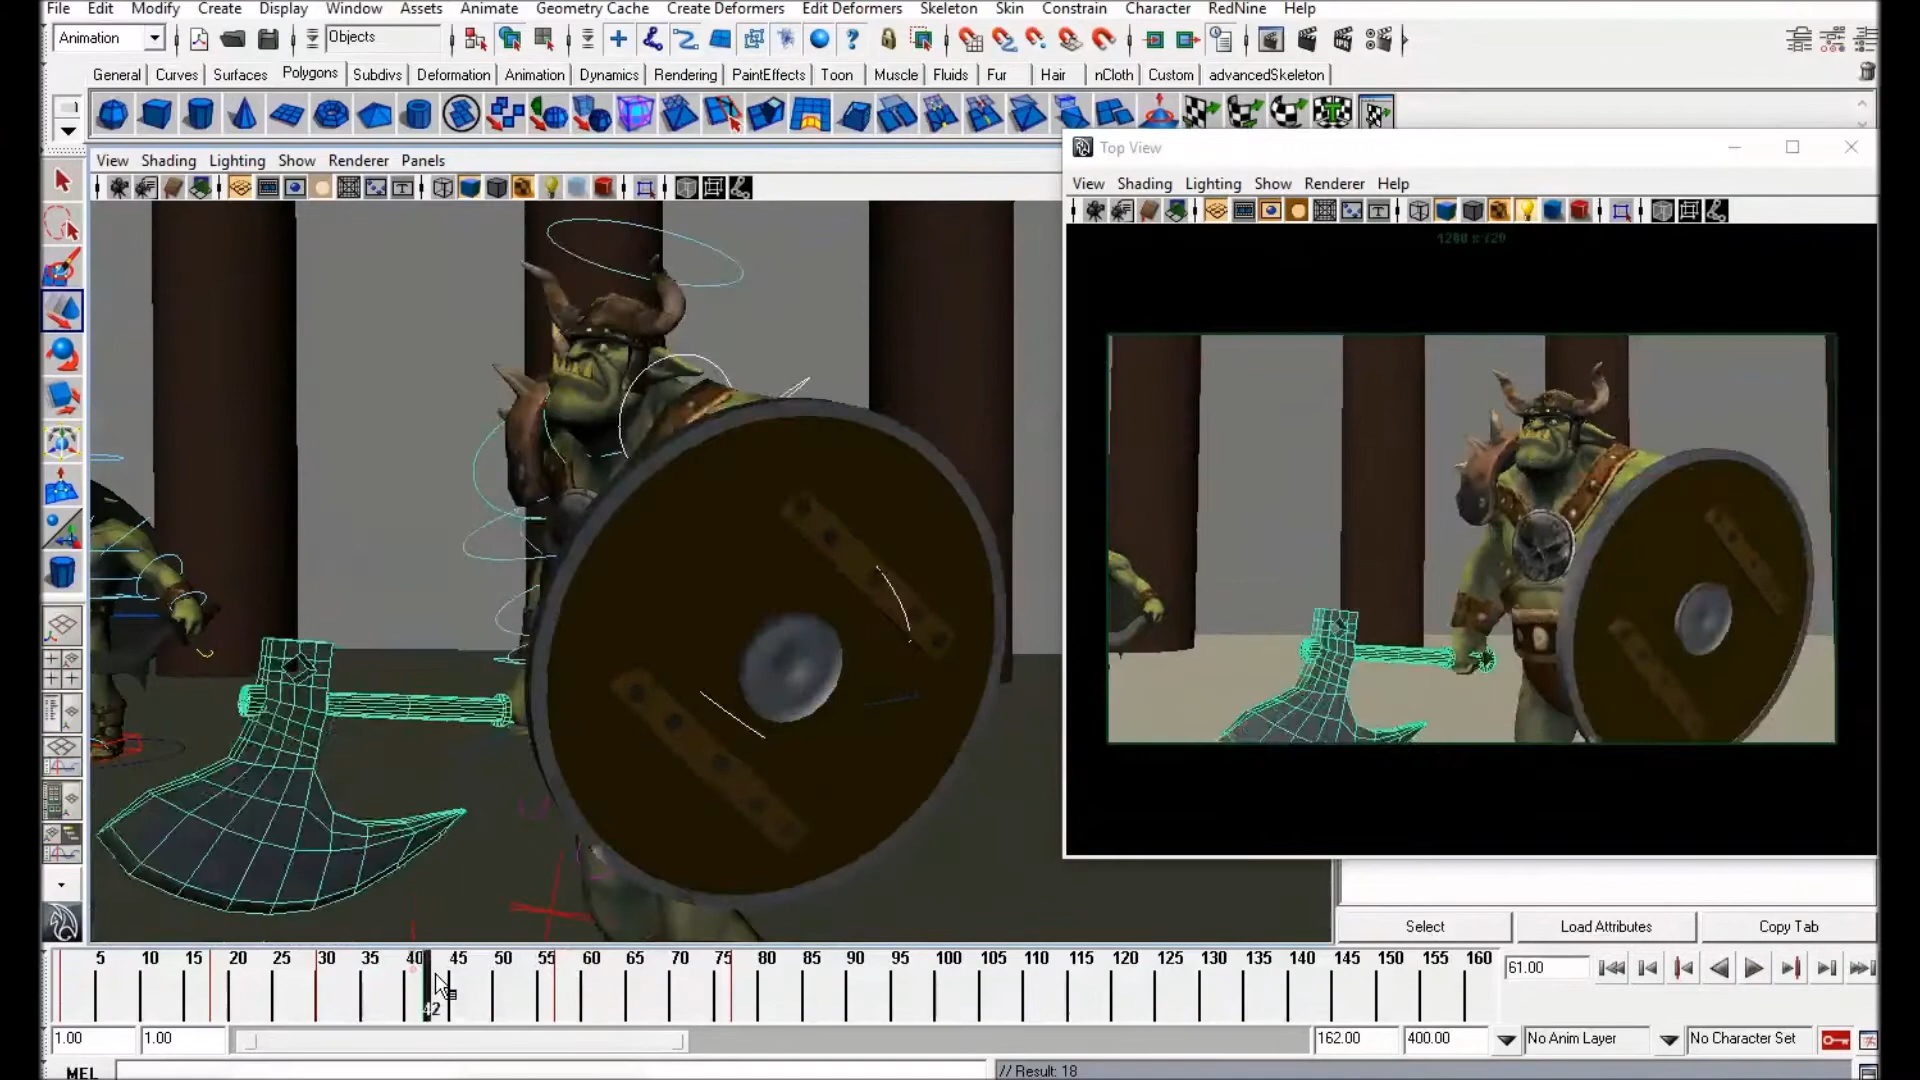 File Edit Modify Create Display Window Assets Animate Geometry Cache Create Deformers Edit Deformers Skeleton Skin Constrain Character RedNine Help
Animation Objects
General Curves Surfaces Polygons Subdivs Deformation Animation Dynamics Rendering PaintEffects Toon Muscle Fluids Fur Hair nCloth Custom advancedSkeleton
Top View
View Shading Lighting Show Renderer Panels
View Shading Lighting Show Renderer Help
1280 x 720
Select Load Attributes Copy Tab
5 10 15 20 25 30 35 40 45 50 55 60 65 70 75 80 85 90 95 100 105 110 115 120 125 130 135 140 145 150 155 160
61.00
42
1.00 1.00 162.00 400.00 No Anim Layer No Character Set
MEL // Result: 18